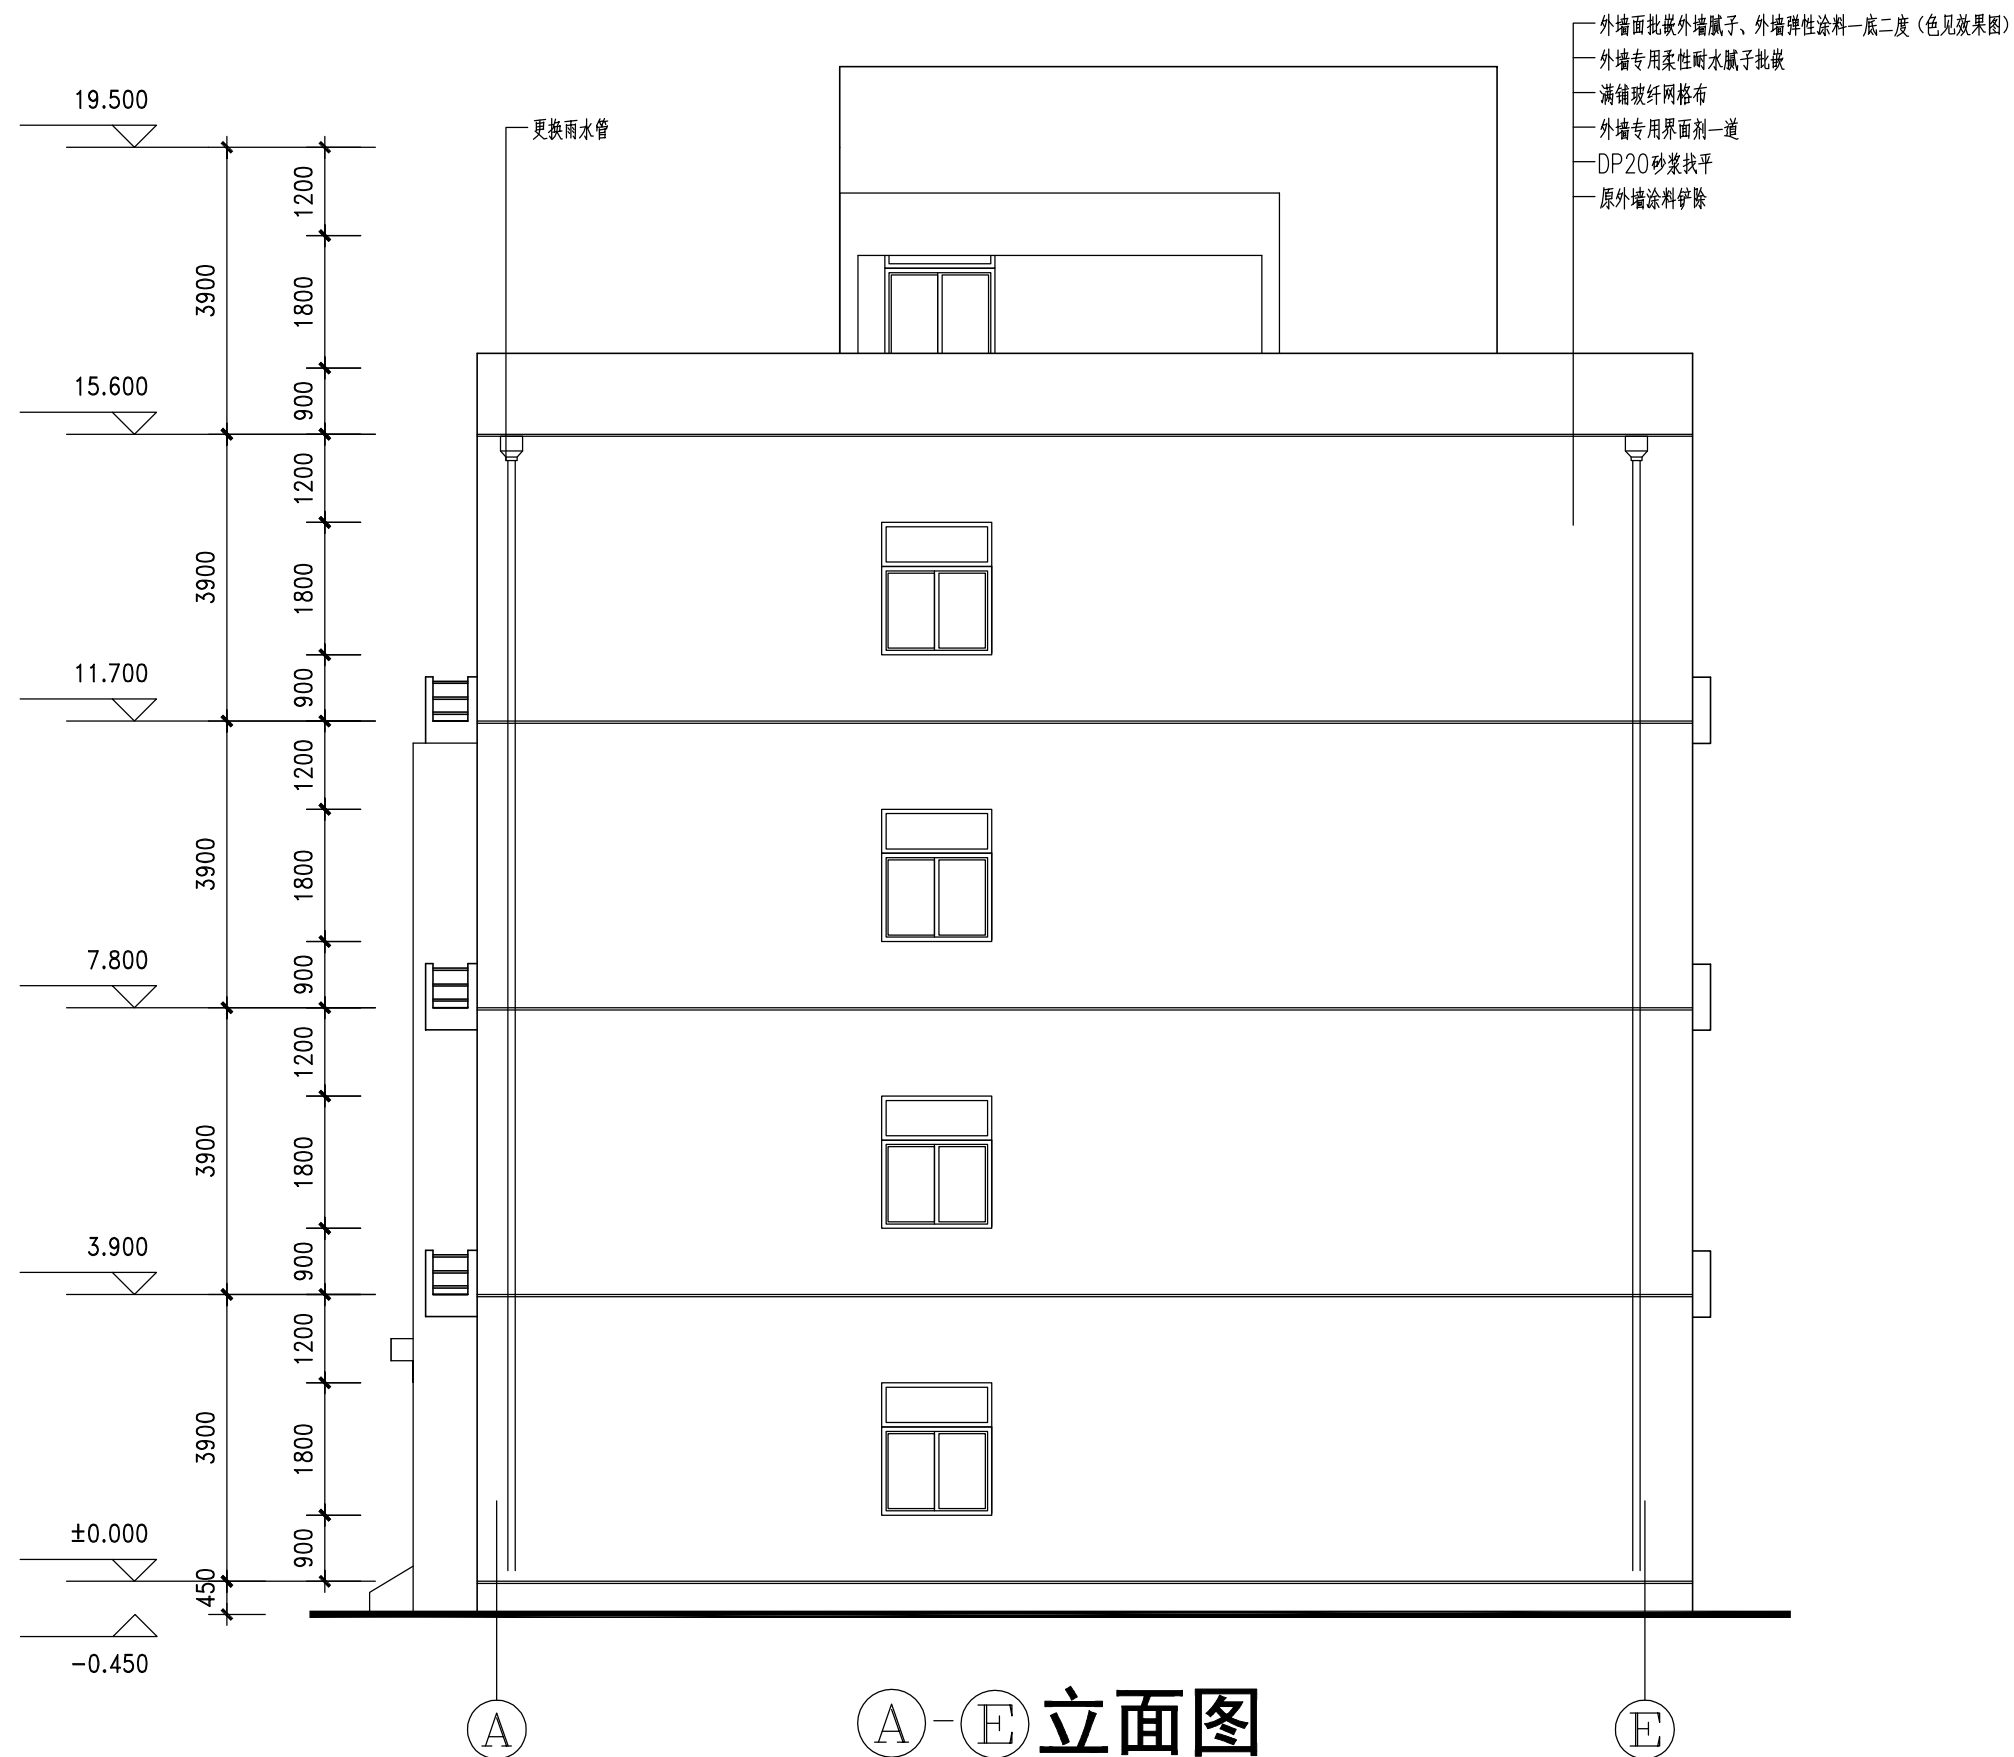 外墙面批嵌外墙腻子、外墙弹性涂料一底二度（色见效果图）
外墙专用柔性耐水腻子批嵌
满铺玻纤网格布
外墙专用界面剂一道
DP20砂浆找平
原外墙涂料铲除
更换雨水管
19.500
15.600
11.700
7.800
3.900
±0.000
-0.450
3900
3900
3900
3900
3900
450
1200
1800
900
1200
1800
900
1200
1800
900
1200
1800
900
1200
1800
900
A
E
A-E立面图